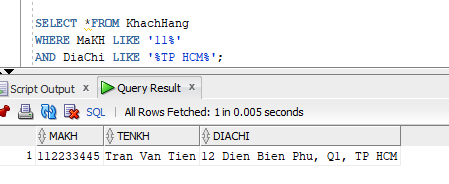 SELECT *FROM KhachHang
WHERE MaKH LIKE '11%'
AND DiaChi LIKE '%TP HCM%';
Script Output × Query Result ×
SQL | All Rows Fetched: 1 in 0.005 seconds
MAKH TENKH DIACHI
1 112233445 Tran Van Tien 12 Dien Bien Phu, Q1, TP HCM